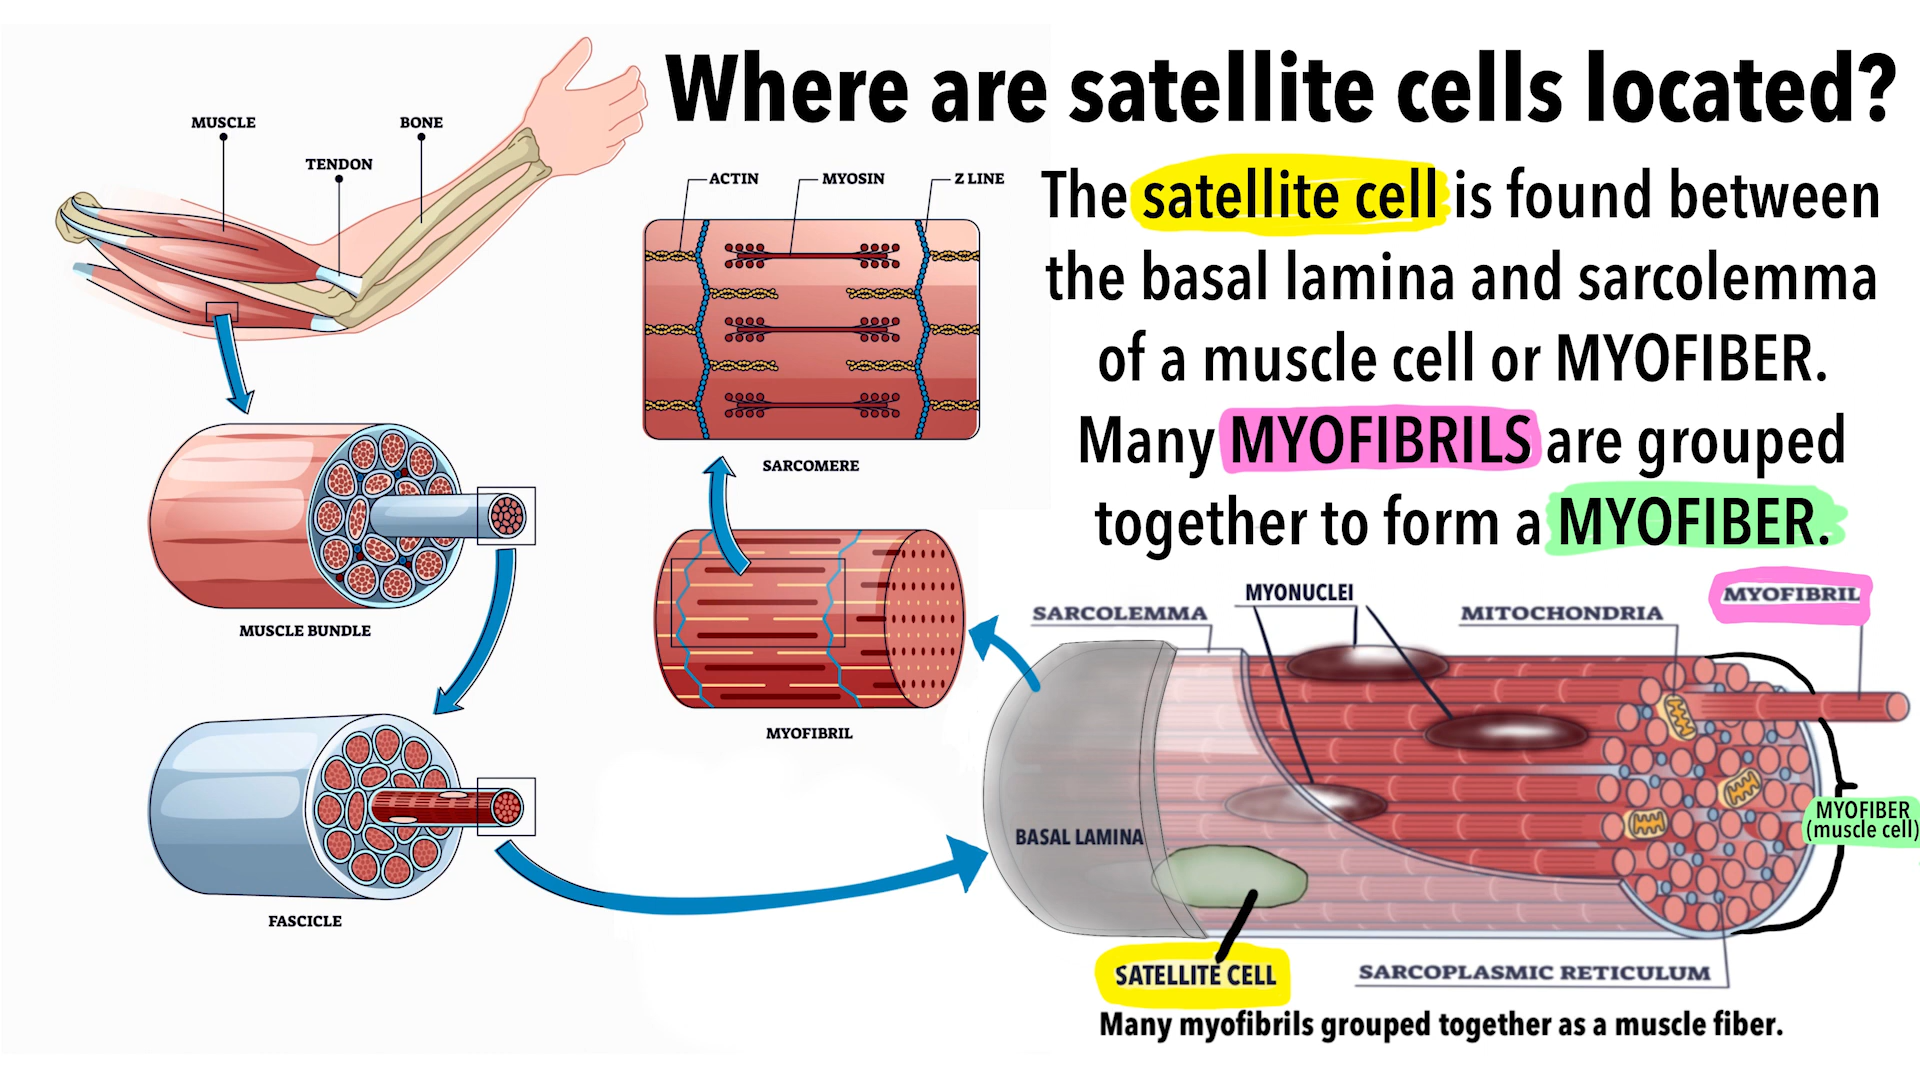 Where are satellite cells located?
MUSCLE
BONE
TENDON
ACTIN
MYOSIN
Z LINE
The satellite cell is found between
the basal lamina and sarcolemma
of a muscle cell or MYOFIBER.
Many MYOFIBRILS are grouped
together to form a MYOFIBER.
SARCOMERE
MUSCLE BUNDLE
MYONUCLEI
SARCOLEMMA
MITOCHONDRIA
MYOFIBRIL
MYOFIBRIL
MYOFIBER
(muscle cell)
BASAL LAMINA
FASCICLE
SATELLITE CELL
SARCOPLASMIC RETICULUM
Many myofibrils grouped together as a muscle fiber.